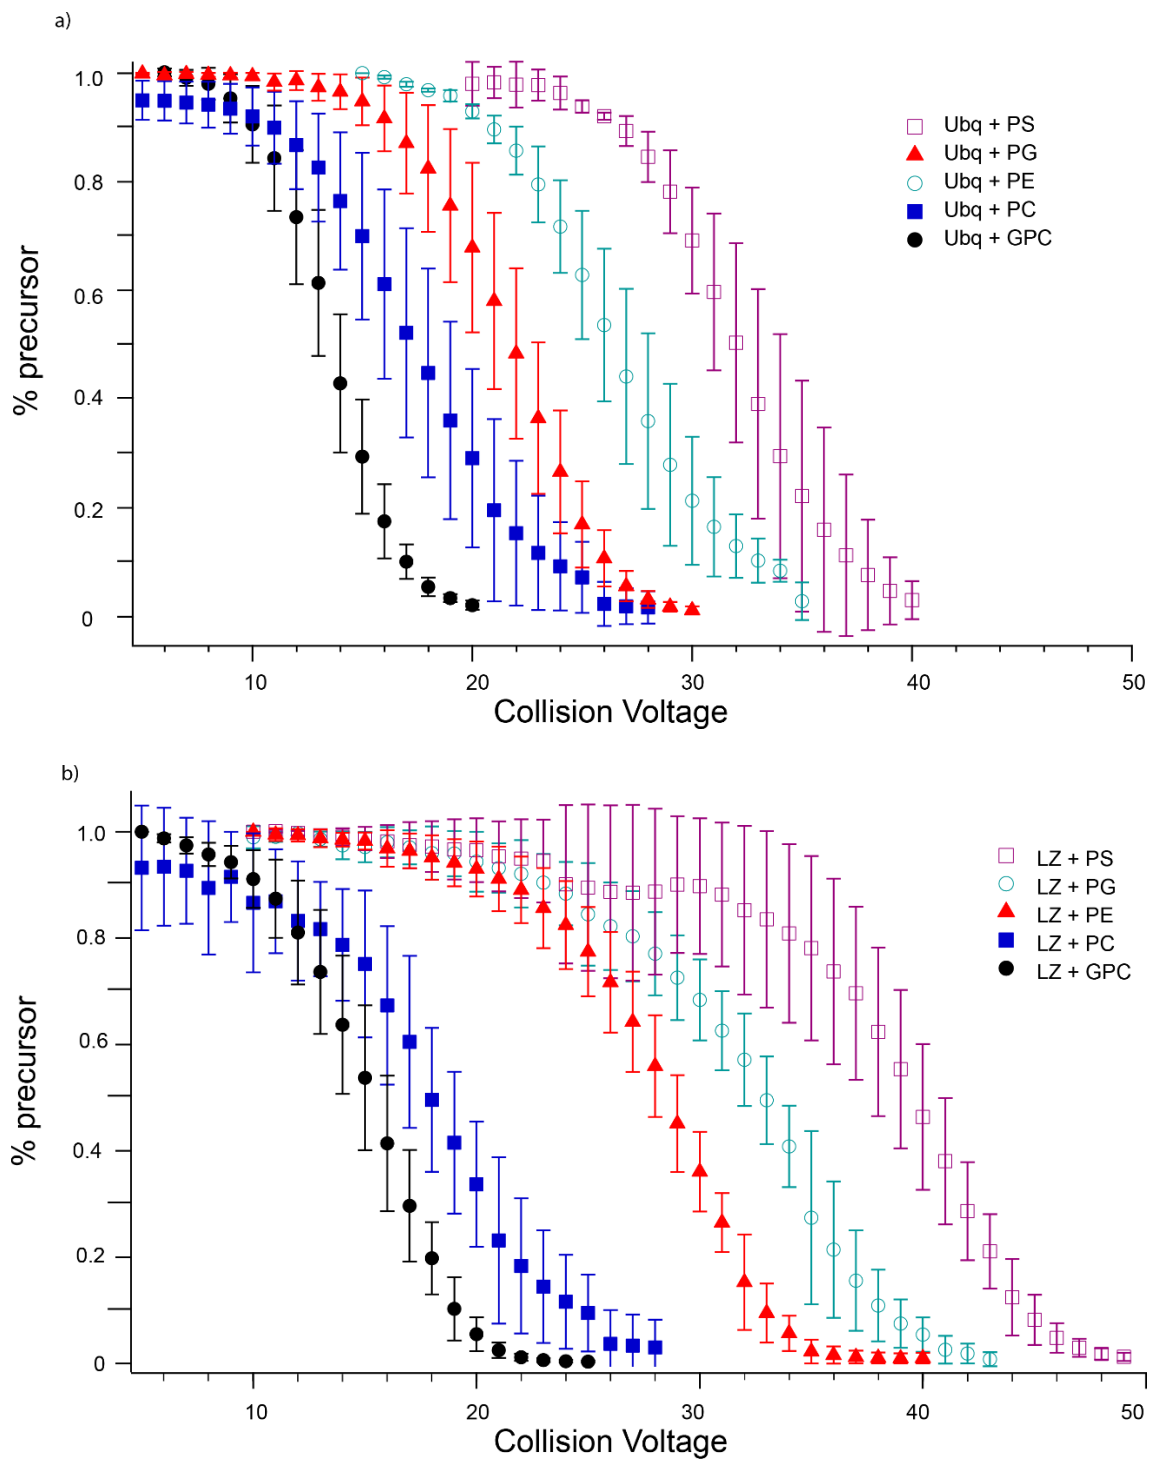 a)
1.0
0.8
0.6
0.4
0.2
0
% precursor
Ubq + PS
Ubq + PG
Ubq + PE
Ubq + PC
Ubq + GPC
10
20
30
40
50
Collision Voltage
b)
1.0
0.8
0.6
0.4
0.2
0
% precursor
LZ + PS
LZ + PG
LZ + PE
LZ + PC
LZ + GPC
10
20
30
40
50
Collision Voltage